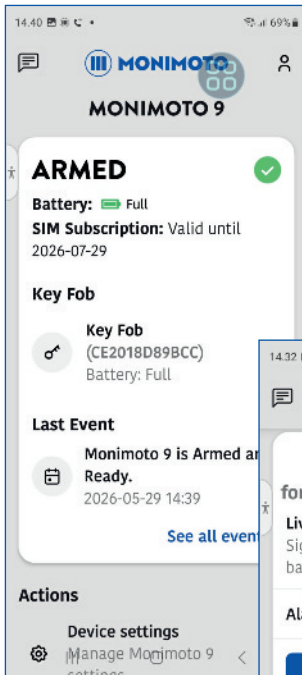 14.40
69%
MONIMOTO
MONIMOTO 9
ARMED
Battery: Full
SIM Subscription: Valid until
2026-07-29
Key Fob
Key Fob
(CE2018D89BCC)
Battery: Full
Last Event
Monimoto 9 is Armed an
Ready.
2026-05-29 14:39
See all event
Actions
Device settings
Manage Monimoto 9
settings
14.32
for
Liv
Sig
ba
Ala